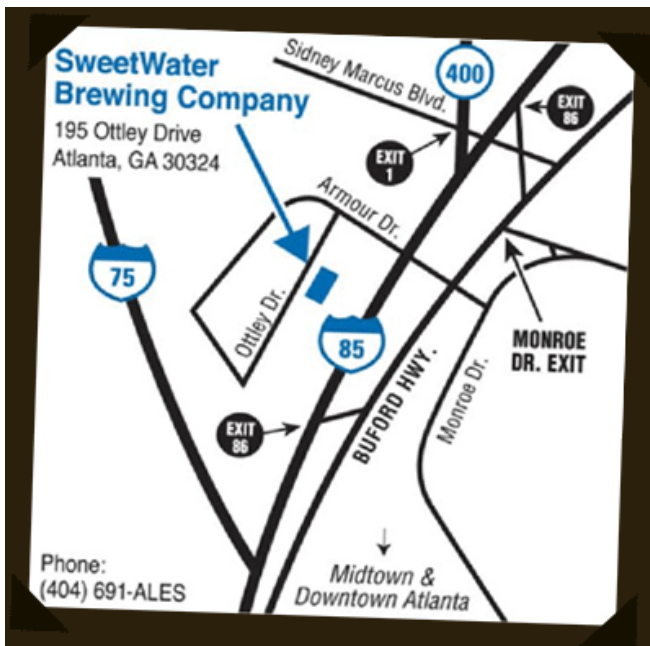 SweetWater
Brewing Company
195 Ottley Drive
Atlanta, GA 30324
Sidney Marcus Blvd.
400
EXIT
86
EXIT
1
Armour Dr.
75
Ottley Dr.
85
MONROE
DR. EXIT
BUFORD HWY.
Monroe Dr.
EXIT
86
Phone:
(404) 691-ALES
Midtown &
Downtown Atlanta